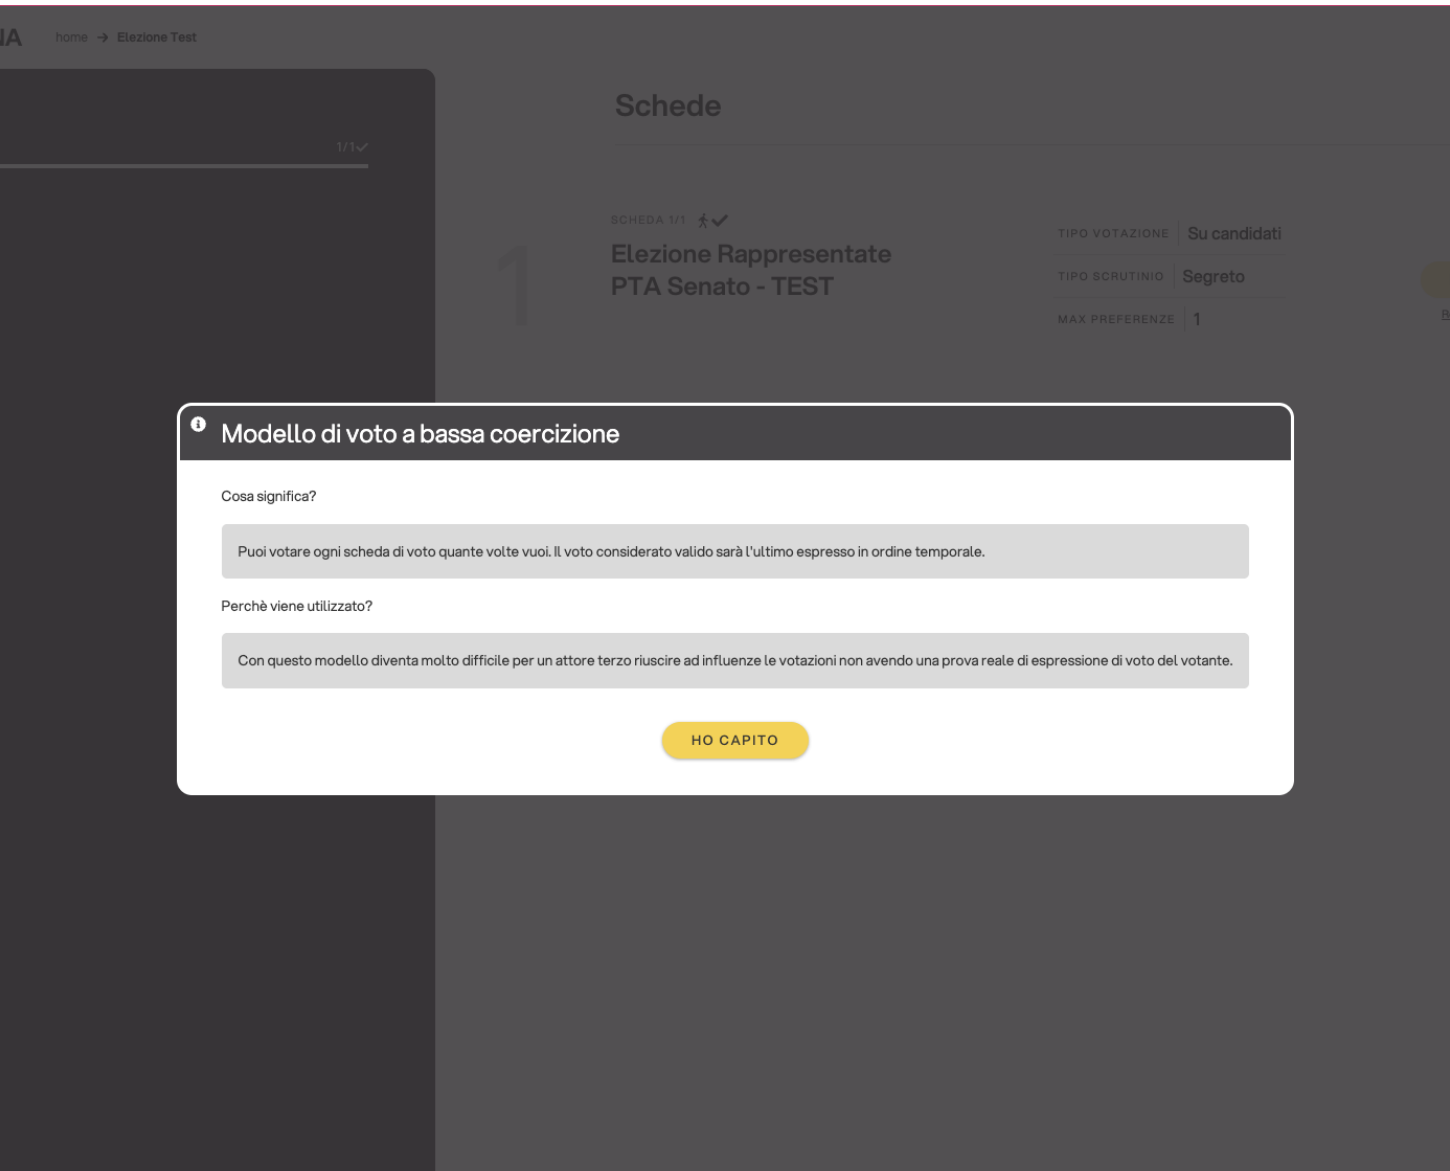 home → Elezione Test
1/1
Schede
1
SCHEDA 1/1
Elezione Rappresentate
PTA Senato - TEST
TIPO VOTAZIONE Su candidati
TIPO SCRUTINIO Segreto
MAX PREFERENZE 1
Modello di voto a bassa coercizione
Cosa significa?
Puoi votare ogni scheda di voto quante volte vuoi. Il voto considerato valido sarà l'ultimo espresso in ordine temporale.
Perchè viene utilizzato?
Con questo modello diventa molto difficile per un attore terzo riuscire ad influenze le votazioni non avendo una prova reale di espressione di voto del votante.
HO CAPITO